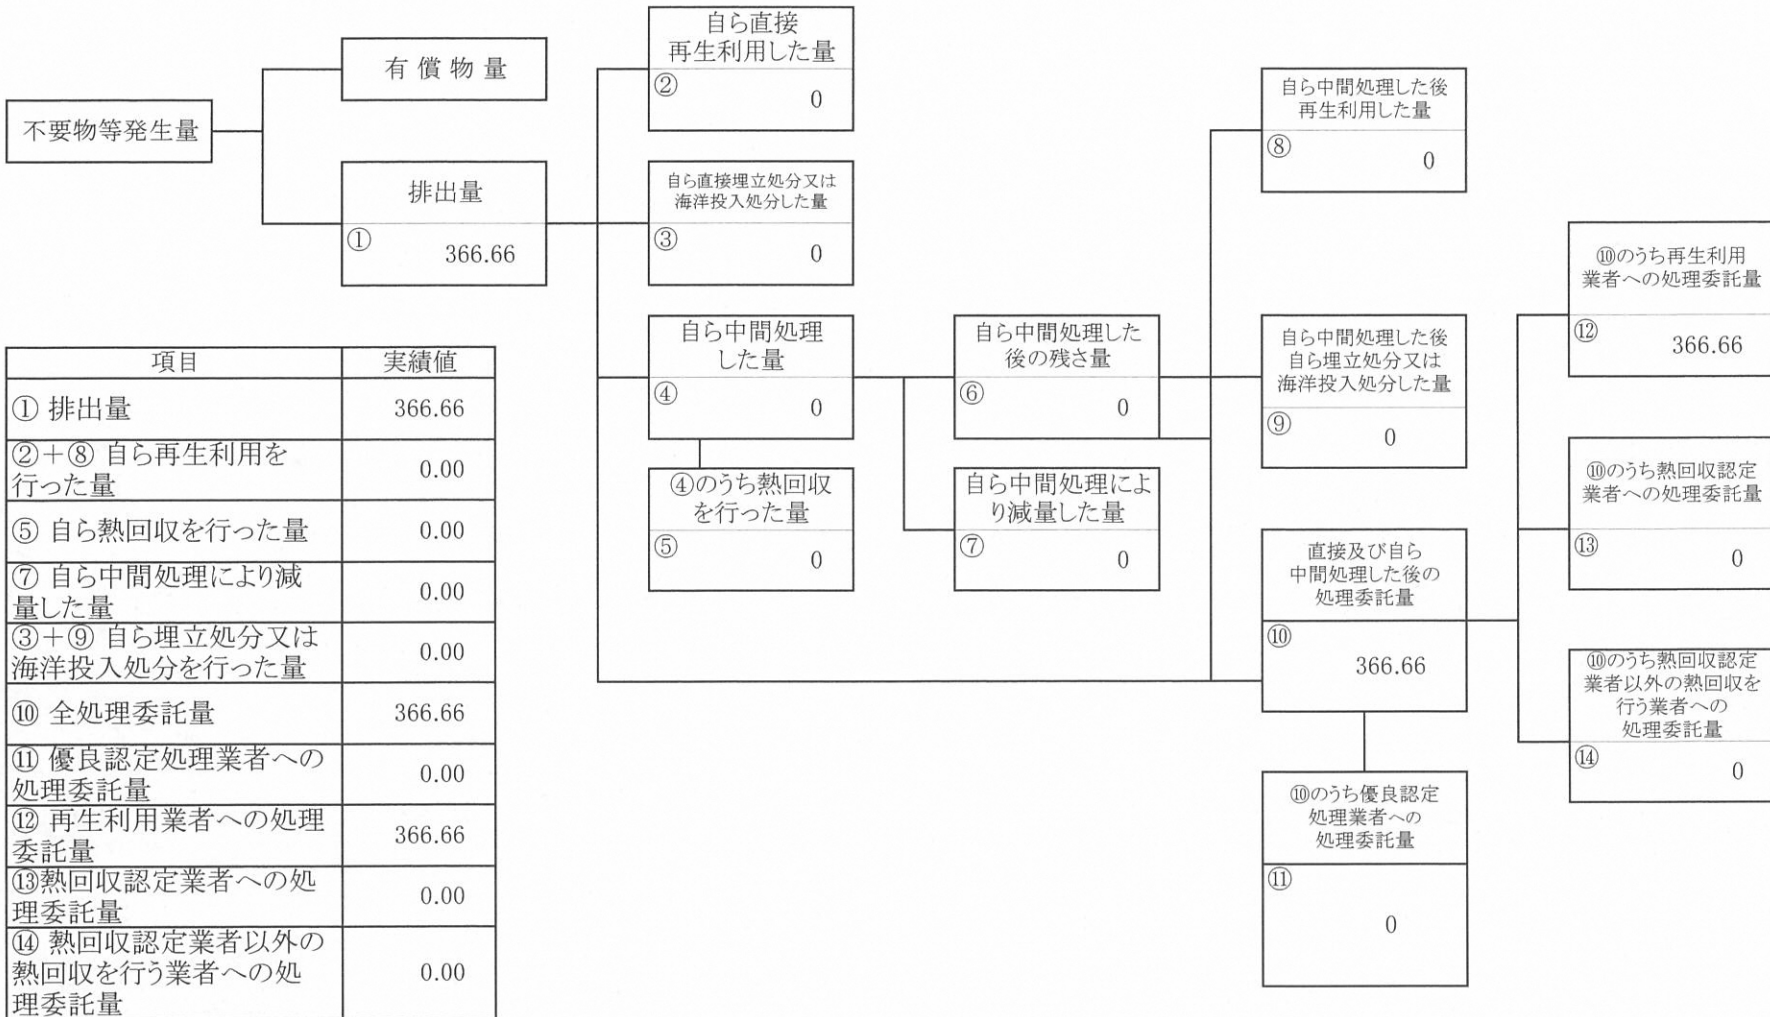 不要物等発生量
有償物量
排出量
①
366.66
自ら直接
再生利用した量
②
0
自ら直接埋立処分又は
海洋投入処分した量
③
0
自ら中間処理
した量
④
0
④のうち熱回収
を行った量
⑤
0
自ら中間処理した
後の残さ量
⑥
0
自ら中間処理によ
り減量した量
⑦
0
自ら中間処理した後
再生利用した量
⑧
0
自ら中間処理した後
自ら埋立処分又は
海洋投入処分した量
⑨
0
直接及び自ら
中間処理した後の
処理委託量
⑩
366.66
⑩のうち優良認定
処理業者への
処理委託量
⑪
0
⑩のうち再生利用
業者への処理委託量
⑫
366.66
⑩のうち熱回収認定
業者への処理委託量
⑬
0
⑩のうち熱回収認定
業者以外の熱回収を
行う業者への
処理委託量
⑭
0
項目 実績値
① 排出量 366.66
②＋⑧ 自ら再生利用を
行った量 0.00
⑤ 自ら熱回収を行った量 0.00
⑦ 自ら中間処理により減
量した量 0.00
③＋⑨ 自ら埋立処分又は
海洋投入処分を行った量 0.00
⑩ 全処理委託量 366.66
⑪ 優良認定処理業者への
処理委託量 0.00
⑫ 再生利用業者への処理
委託量 366.66
⑬熱回収認定業者への処
理委託量 0.00
⑭ 熱回収認定業者以外の
熱回収を行う業者への処
理委託量 0.00